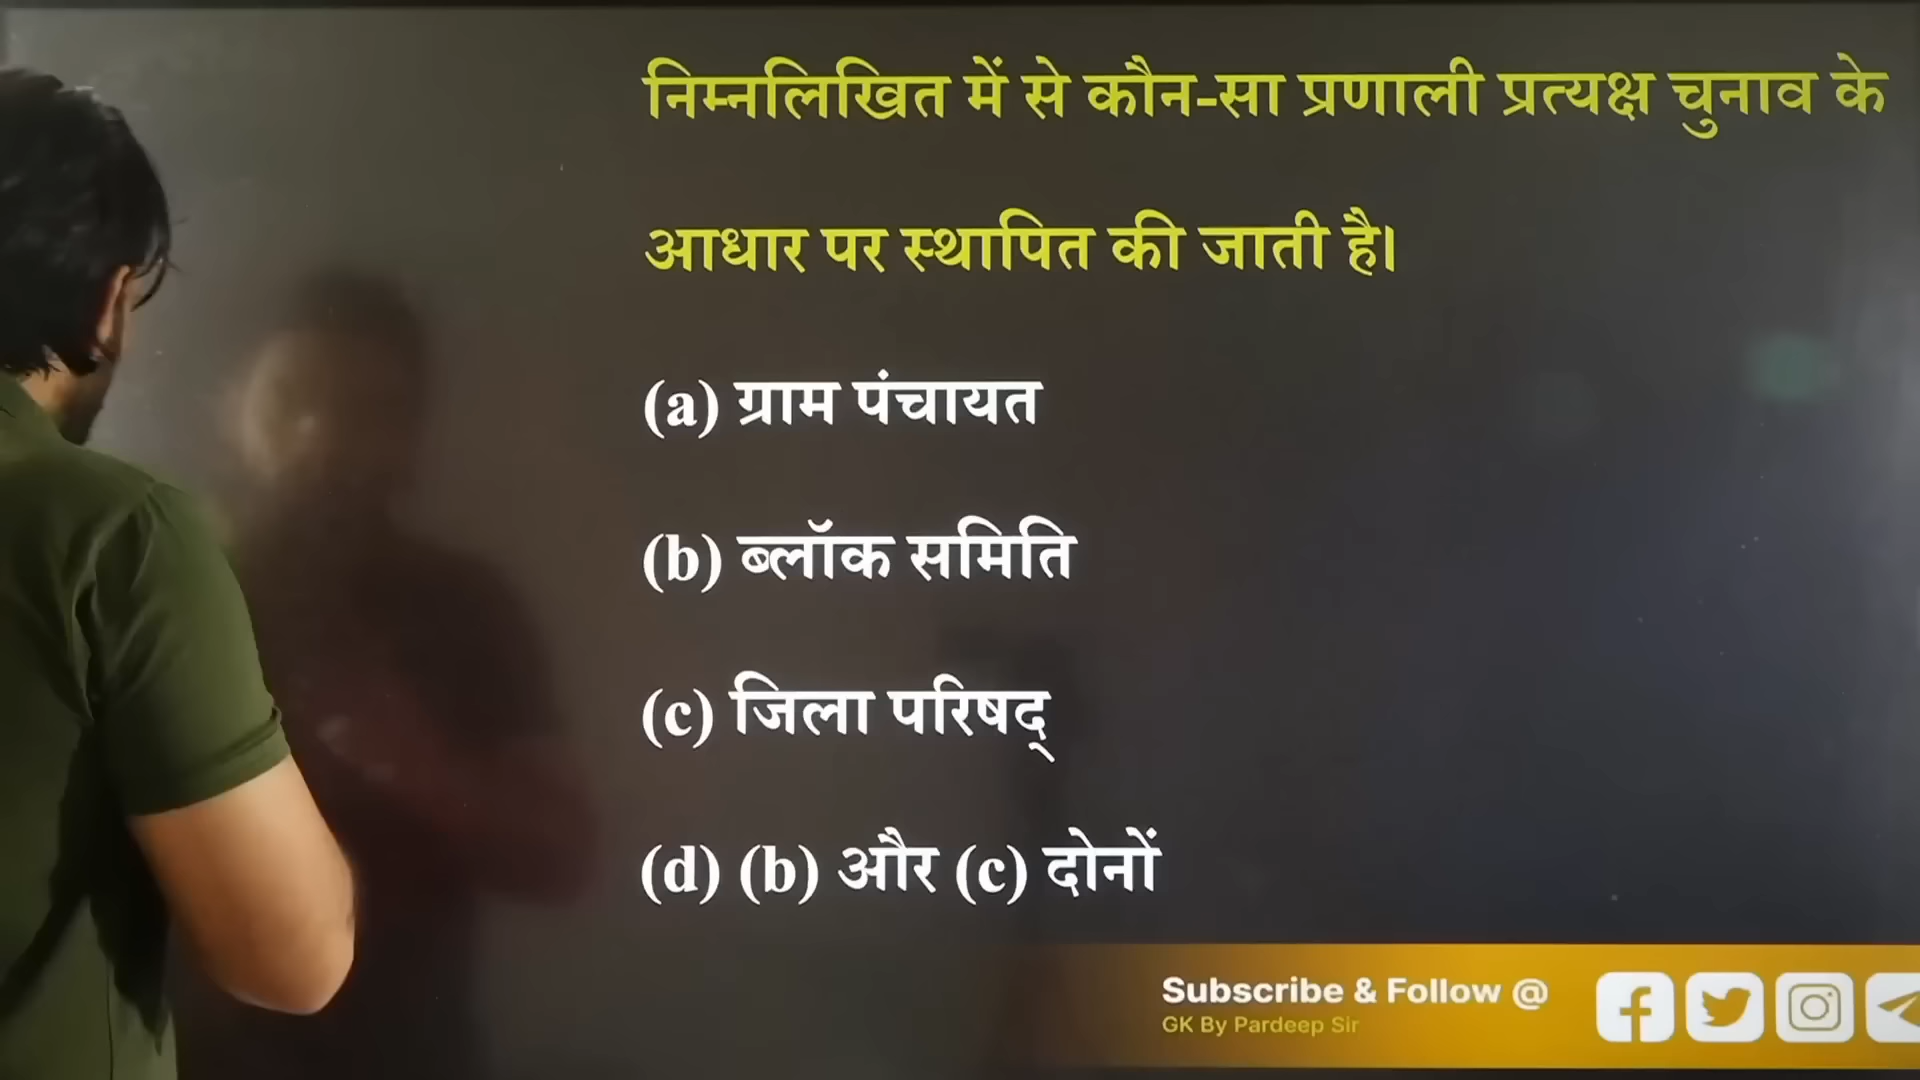 निम्नलिखित में से कौन-सा प्रणाली प्रत्यक्ष चुनाव के
आधार पर स्थापित की जाती है।
(a) ग्राम पंचायत
(b) ब्लॉक समिति
(c) जिला परिषद्
(d) (b) और (c) दोनों
Subscribe & Follow @
GK By Pardeep Sir